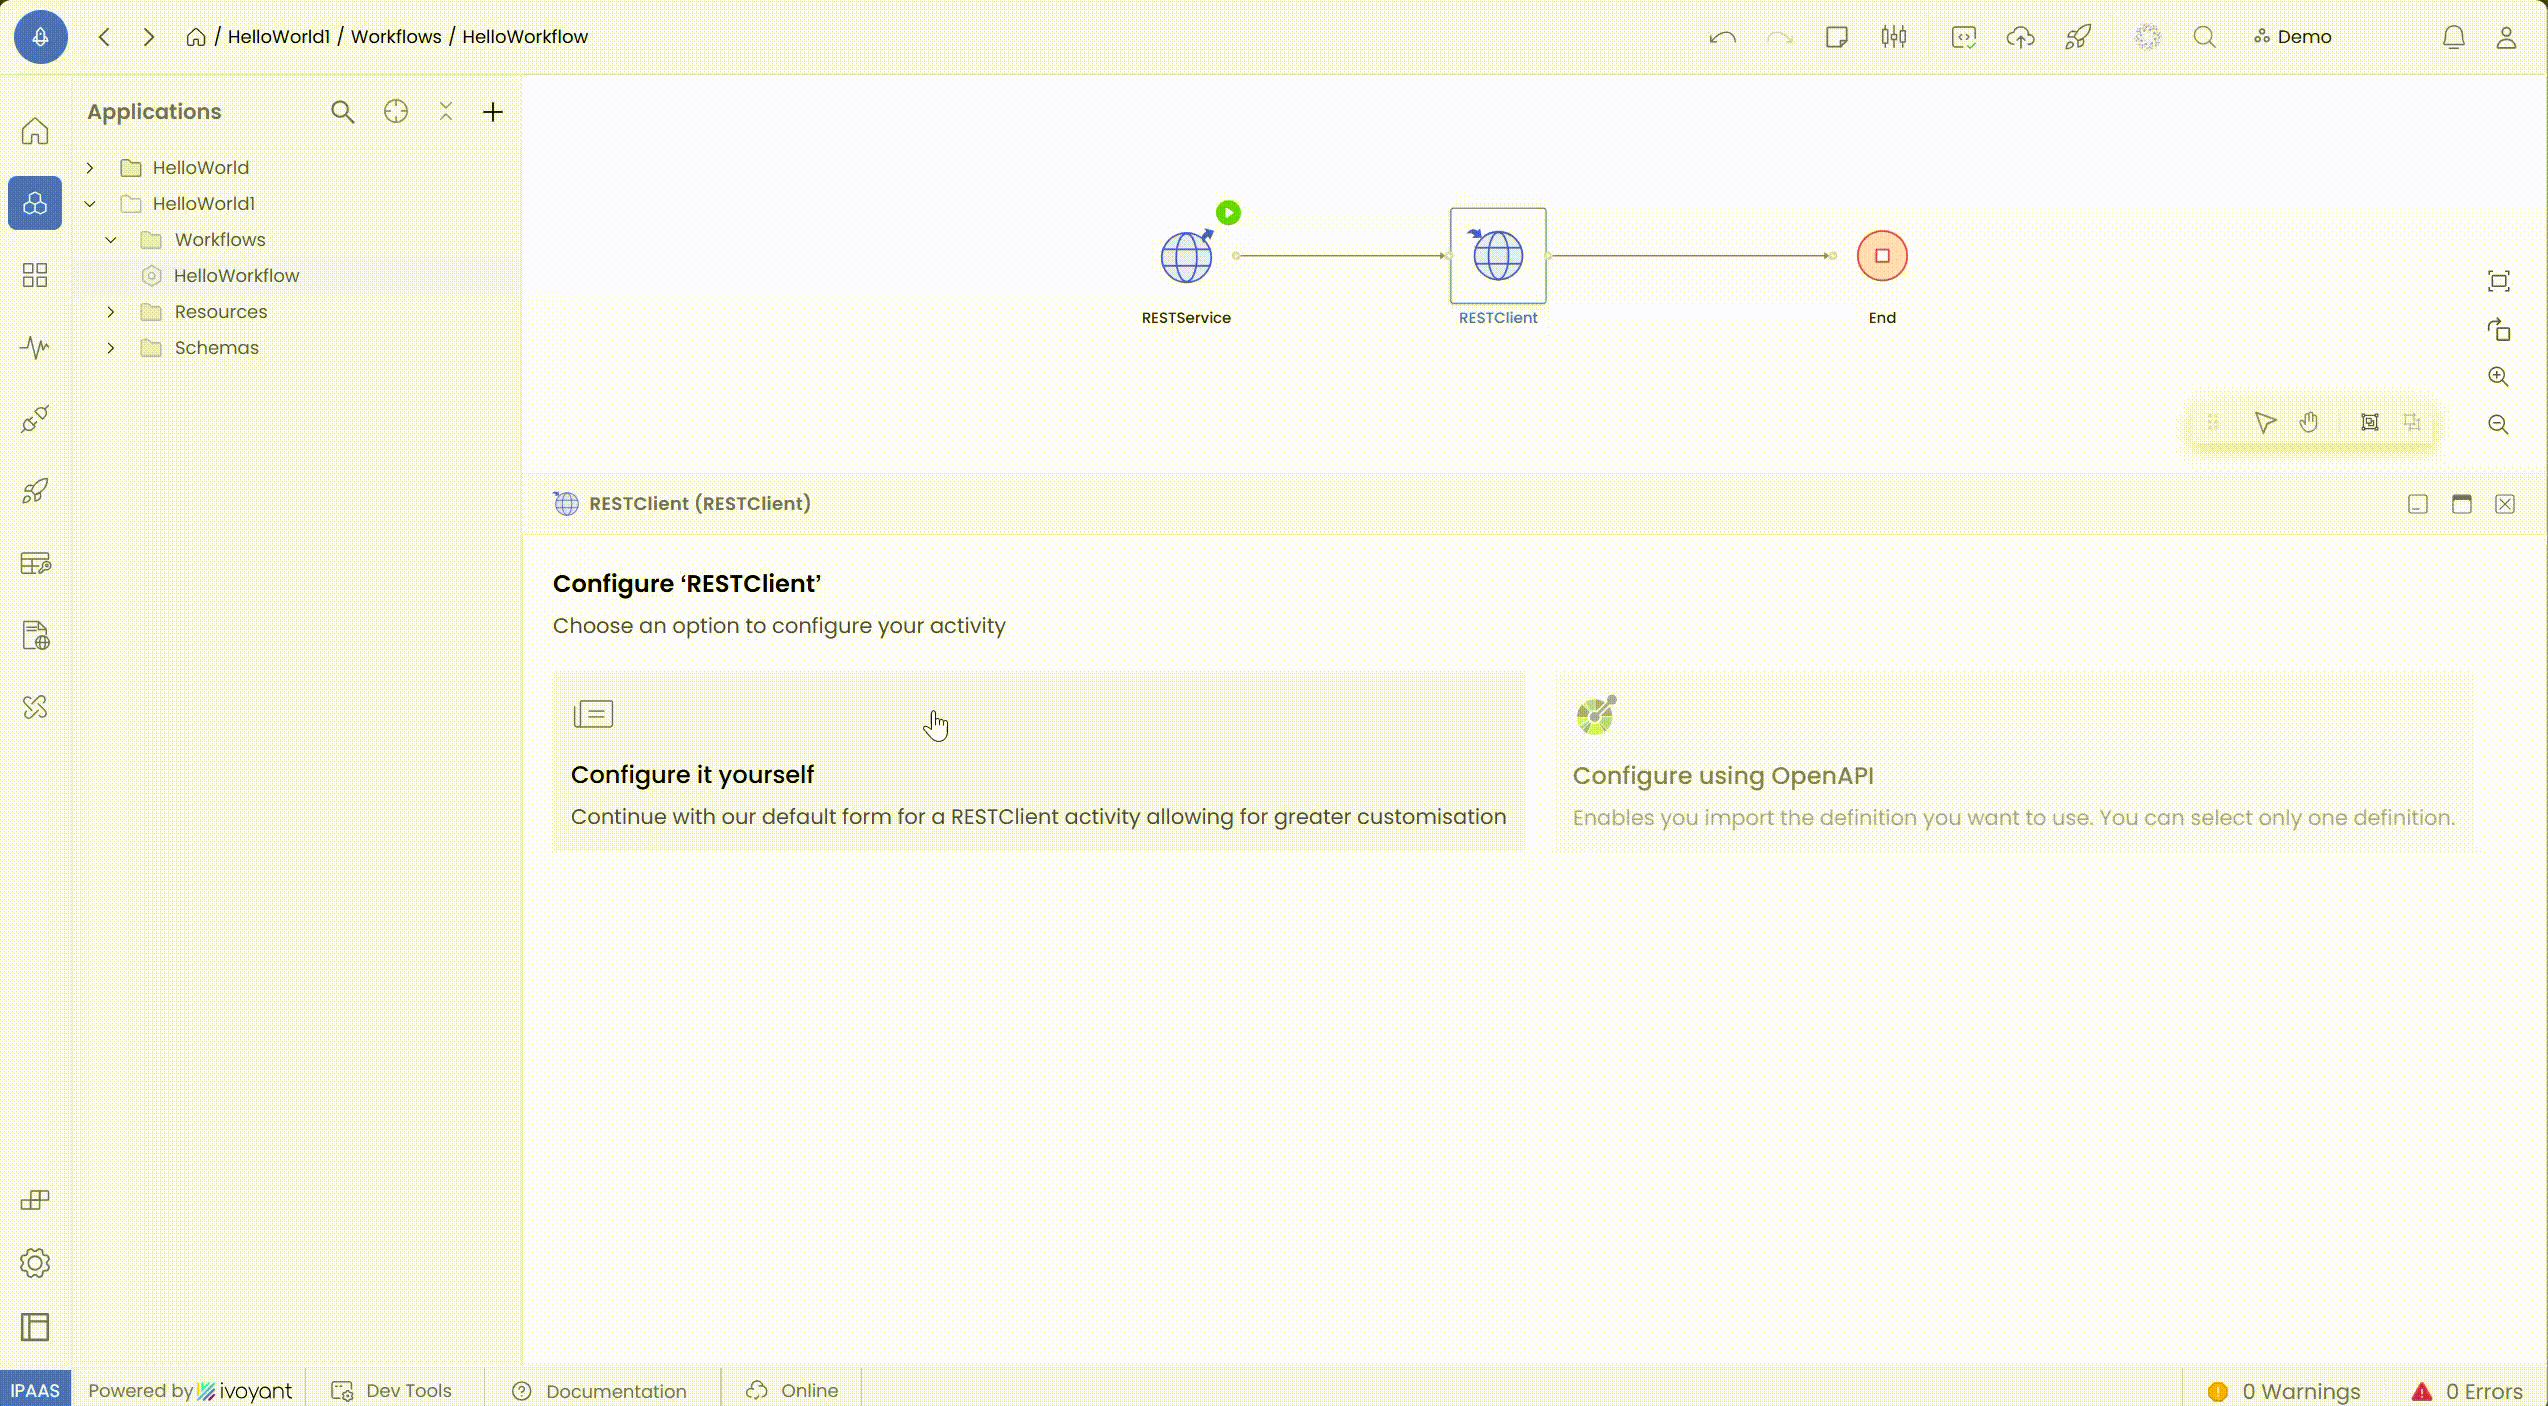 / HelloWorld1 / Workflows / HelloWorkflow
Demo
Applications
HelloWorld
HelloWorld1
Workflows
HelloWorkflow
Resources
Schemas
RESTService
RESTClient
End
RESTClient (RESTClient)
Configure ‘RESTClient’
Choose an option to configure your activity
Configure it yourself
Continue with our default form for a RESTClient activity allowing for greater customisation
Configure using OpenAPI
Enables you import the definition you want to use. You can select only one definition.
IPAAS
Powered by ivoyant
Dev Tools
Documentation
Online
0 Warnings
0 Errors